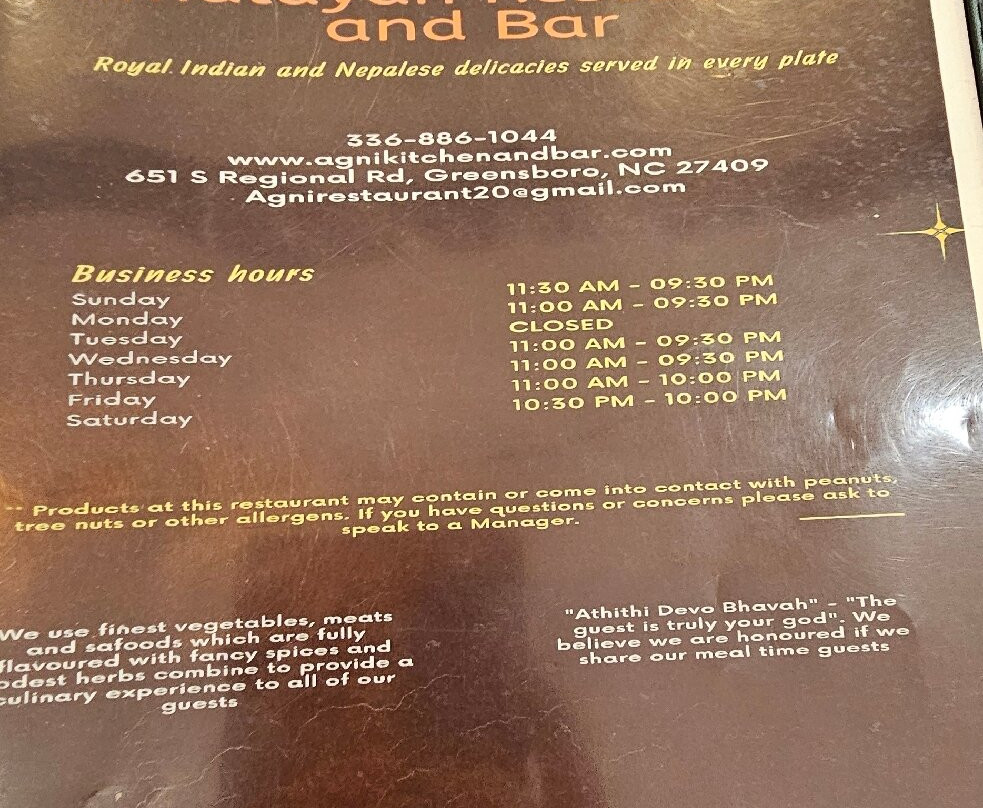 and Bar
Royal Indian and Nepalese delicacies served in every plate
336-886-1044
www.agnikitchenandbar.com
651 S Regional Rd, Greensboro, NC 27409
Agnirestaurant20@gmail.com
Business hours
Sunday 11:30 AM - 09:30 PM
Monday 11:00 AM - 09:30 PM
Tuesday CLOSED
Wednesday 11:00 AM - 09:30 PM
Thursday 11:00 AM - 09:30 PM
Friday 11:00 AM - 10:00 PM
Saturday 10:30 PM - 10:00 PM
** Products at this restaurant may contain or come into contact with peanuts,
tree nuts or other allergens. If you have questions or concerns please ask to
speak to a Manager.
We use finest vegetables, meats
and safoods which are fully
flavoured with fancy spices and
odest herbs combine to provide a
culinary experience to all of our
guests
"Athithi Devo Bhavah" - "The
guest is truly your god". We
believe we are honoured if we
share our meal time guests